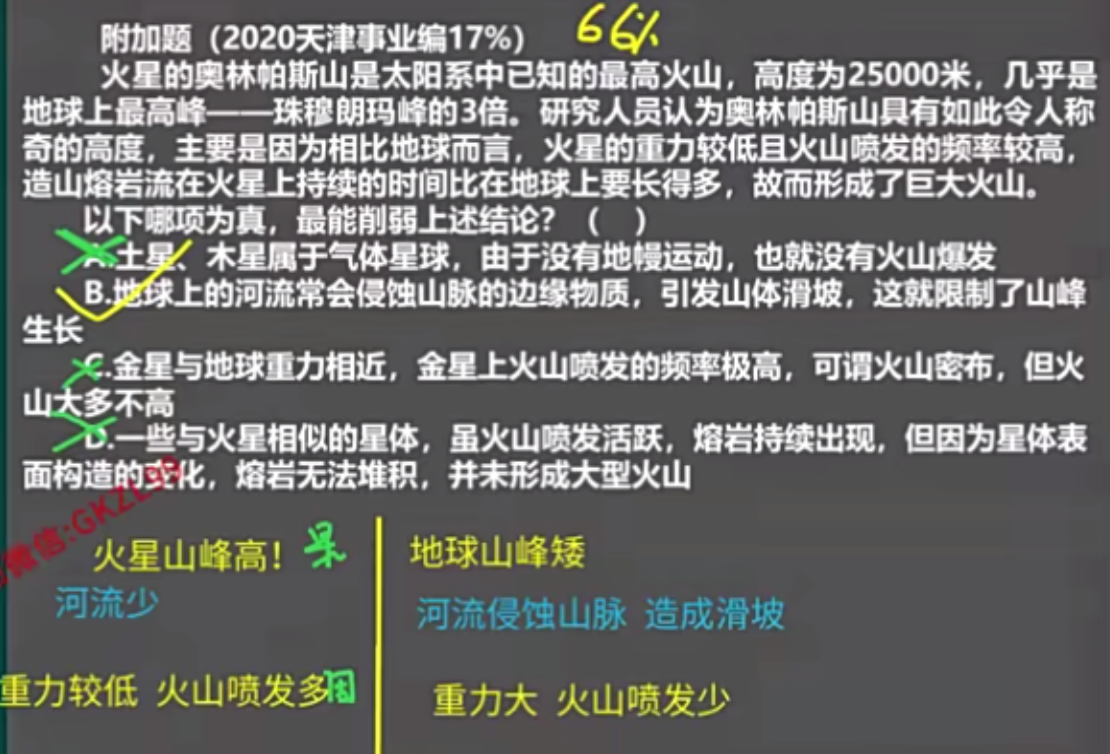 附加题（2020天津事业编17%） 66%
火星的奥林帕斯山是太阳系中已知的最高火山，高度为25000米，几乎是
地球上最高峰——珠穆朗玛峰的3倍。研究人员认为奥林帕斯山具有如此令人称
奇的高度，主要是因为相比地球而言，火星的重力较低且火山喷发的频率较高，
造山熔岩流在火星上持续的时间比在地球上要长得多，故而形成了巨大火山。
以下哪项为真，最能削弱上述结论？（ ）
A.土星、木星属于气体星球，由于没有地幔运动，也就没有火山爆发
B.地球上的河流常会侵蚀山脉的边缘物质，引发山体滑坡，这就限制了山峰
生长
C.金星与地球重力相近，金星上火山喷发的频率极高，可谓火山密布，但火
山大多不高
D.一些与火星相似的星体，虽火山喷发活跃，熔岩持续出现，但因为星体表
面构造的变化，熔岩无法堆积，并未形成大型火山
微信:GKZL99
火星山峰高！ 果
地球山峰矮
河流少
河流侵蚀山脉 造成滑坡
重力较低 火山喷发多 因
重力大 火山喷发少